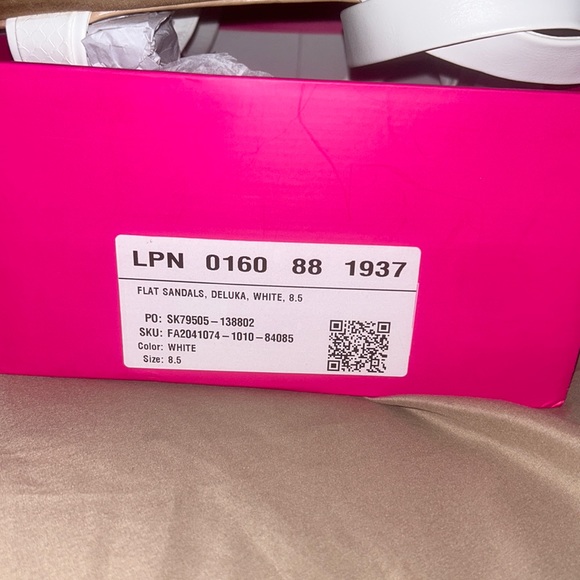 LPN 0160 88 1937
FLAT SANDALS, DELUKA, WHITE, 8.5
PO: SK79505-138802
SKU: FA2041074-1010-84085
Color: WHITE
Size: 8.5